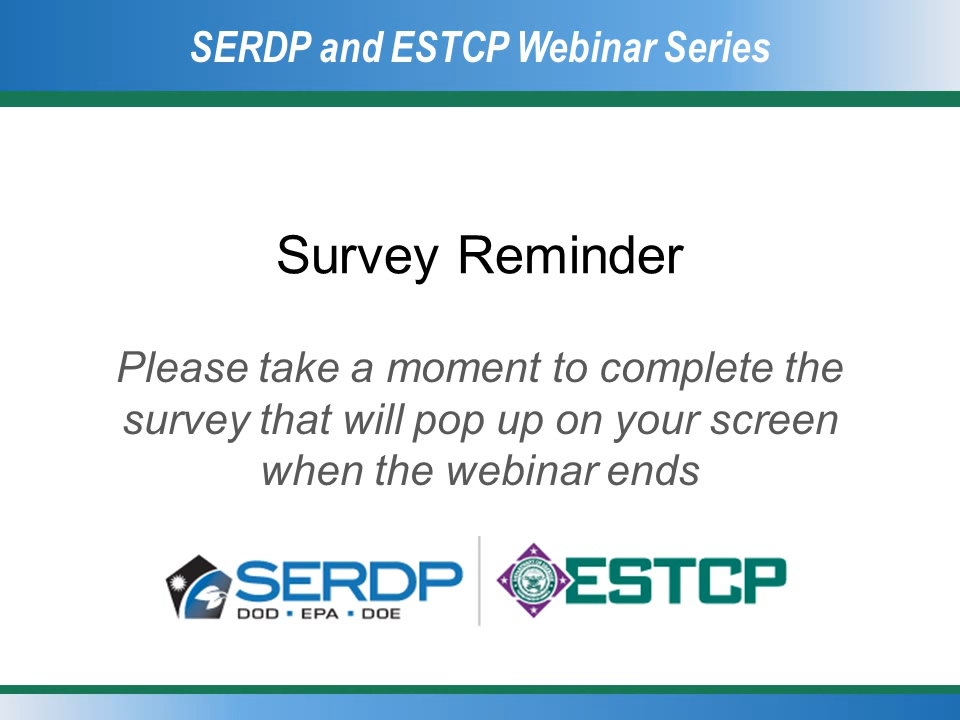 SERDP and ESTCP Webinar Series
Survey Reminder
Please take a moment to complete the
survey that will pop up on your screen
when the webinar ends
SERDP
DOD • EPA • DOE
ESTCP